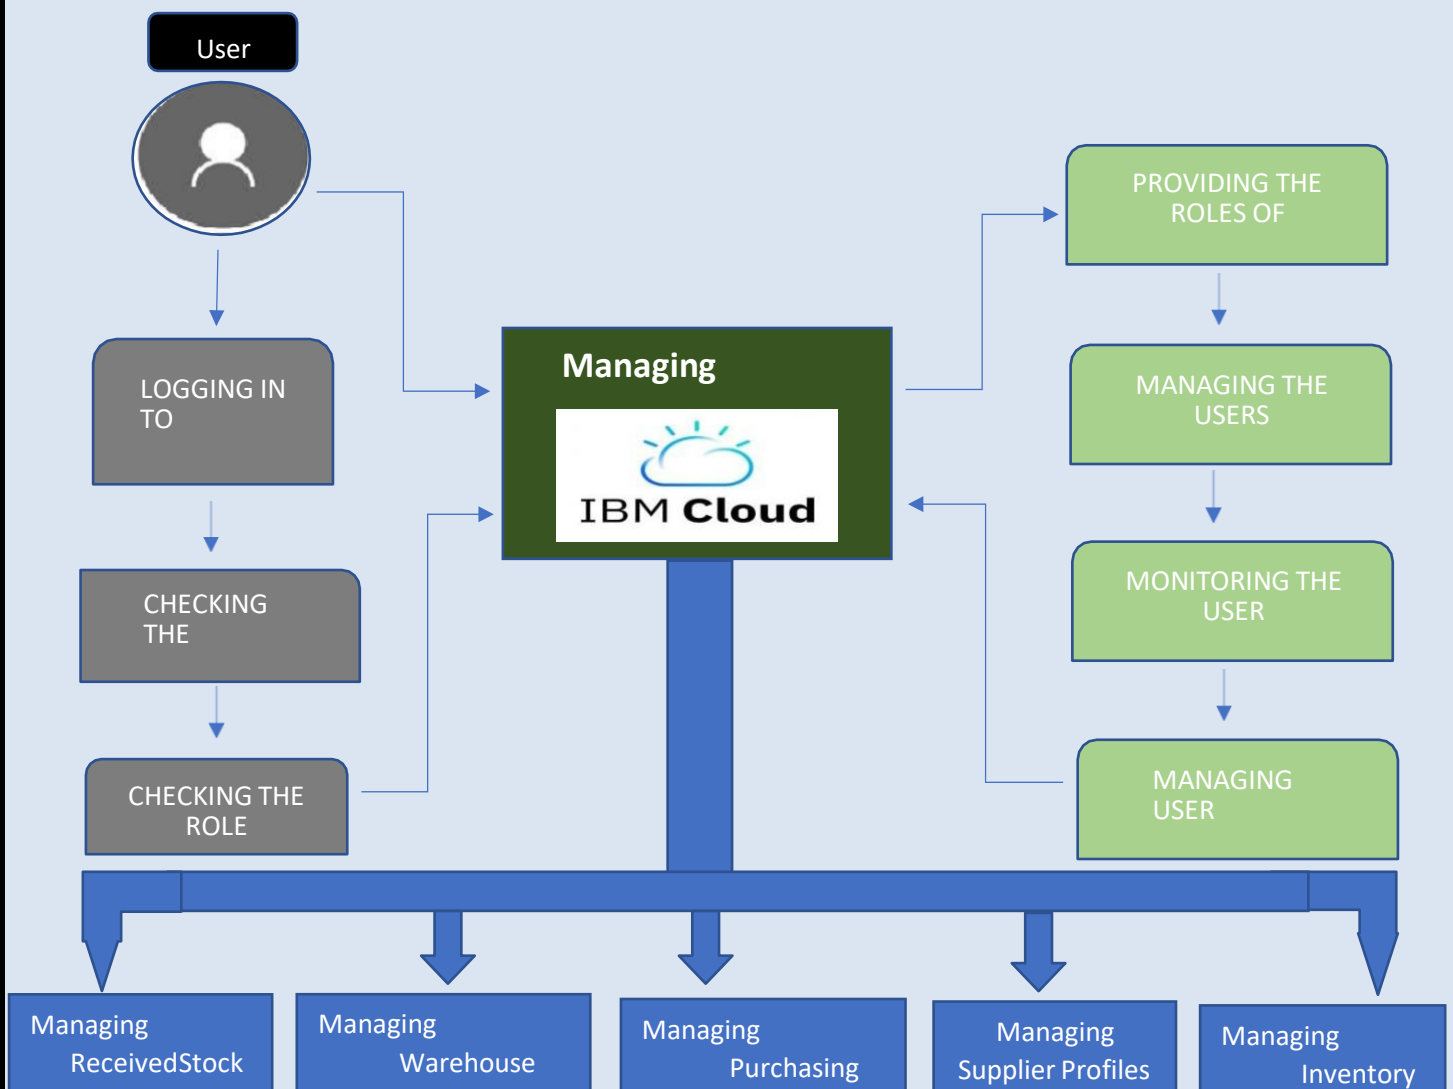 User
LOGGING IN
TO
CHECKING
THE
CHECKING THE
ROLE
Managing
IBM Cloud
PROVIDING THE
ROLES OF
MANAGING THE
USERS
MONITORING THE
USER
MANAGING
USER
Managing
ReceivedStock
Managing
Warehouse
Managing
Purchasing
Managing
Supplier Profiles
Managing
Inventory